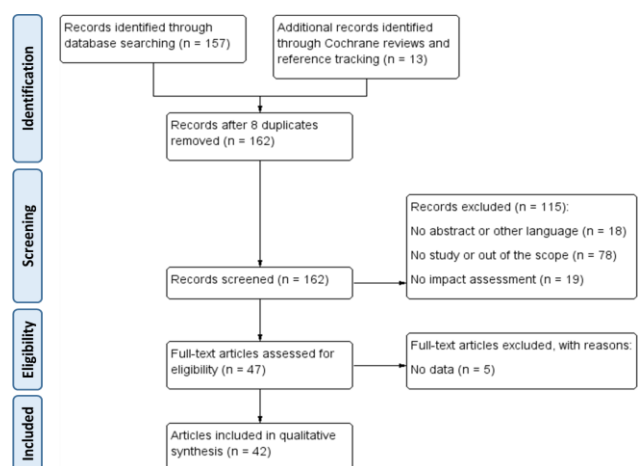 Identification
Records identified through
database searching (n = 157)
Additional records identified
through Cochrane reviews and
reference tracking (n = 13)
Records after 8 duplicates
removed (n = 162)
Screening
Records excluded (n = 115):
No abstract or other language (n = 18)
No study or out of the scope (n = 78)
No impact assessment (n = 19)
Records screened (n = 162)
Eligibility
Full-text articles assessed for
eligibility (n = 47)
Full-text articles excluded, with reasons:
No data (n = 5)
Included
Articles included in qualitative
synthesis (n = 42)